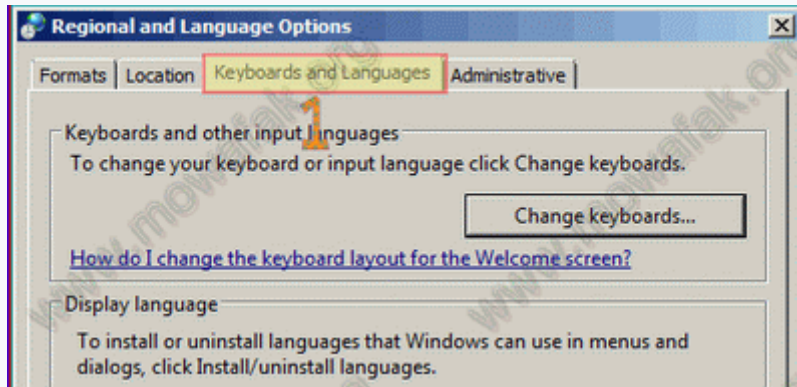 Regional and Language Options
Formats Location Keyboards and Languages Administrative
1
Keyboards and other input languages
To change your keyboard or input language click Change keyboards.
Change keyboards...
How do I change the keyboard layout for the Welcome screen?
Display language
To install or uninstall languages that Windows can use in menus and
dialogs, click Install/uninstall languages.
www.mowafak.org
www.mowafak.org